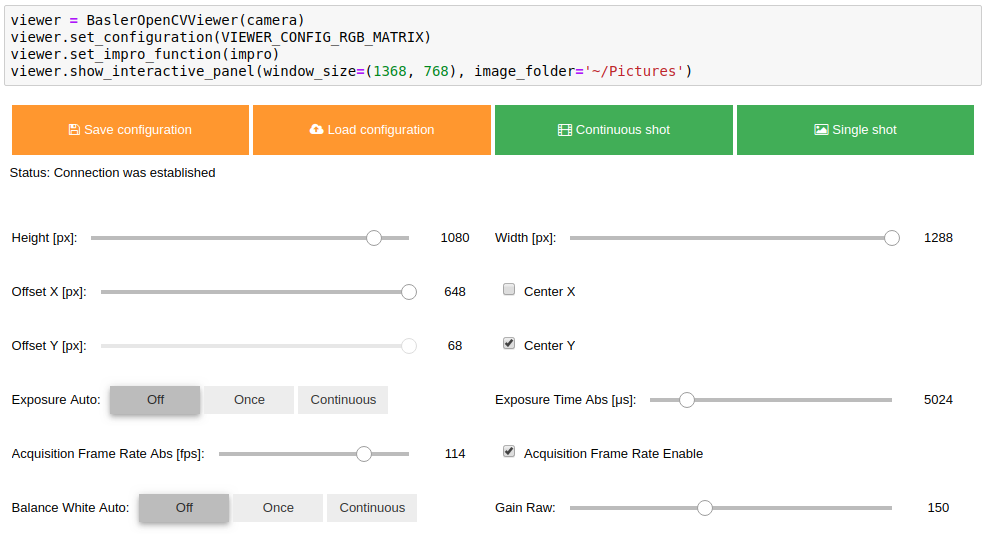 viewer = BaslerOpenCVViewer(camera)
viewer.set_configuration(VIEWER_CONFIG_RGB_MATRIX)
viewer.set_impro_function(impro)
viewer.show_interactive_panel(window_size=(1368, 768), image_folder='~/Pictures')
Save configuration Load configuration Continuous shot Single shot
Status: Connection was established
Height [px]: 1080 Width [px]: 1288
Offset X [px]: 648 Center X
Offset Y [px]: 68 Center Y
Exposure Auto: Off Once Continuous Exposure Time Abs [μs]: 5024
Acquisition Frame Rate Abs [fps]: 114 Acquisition Frame Rate Enable
Balance White Auto: Off Once Continuous Gain Raw: 150